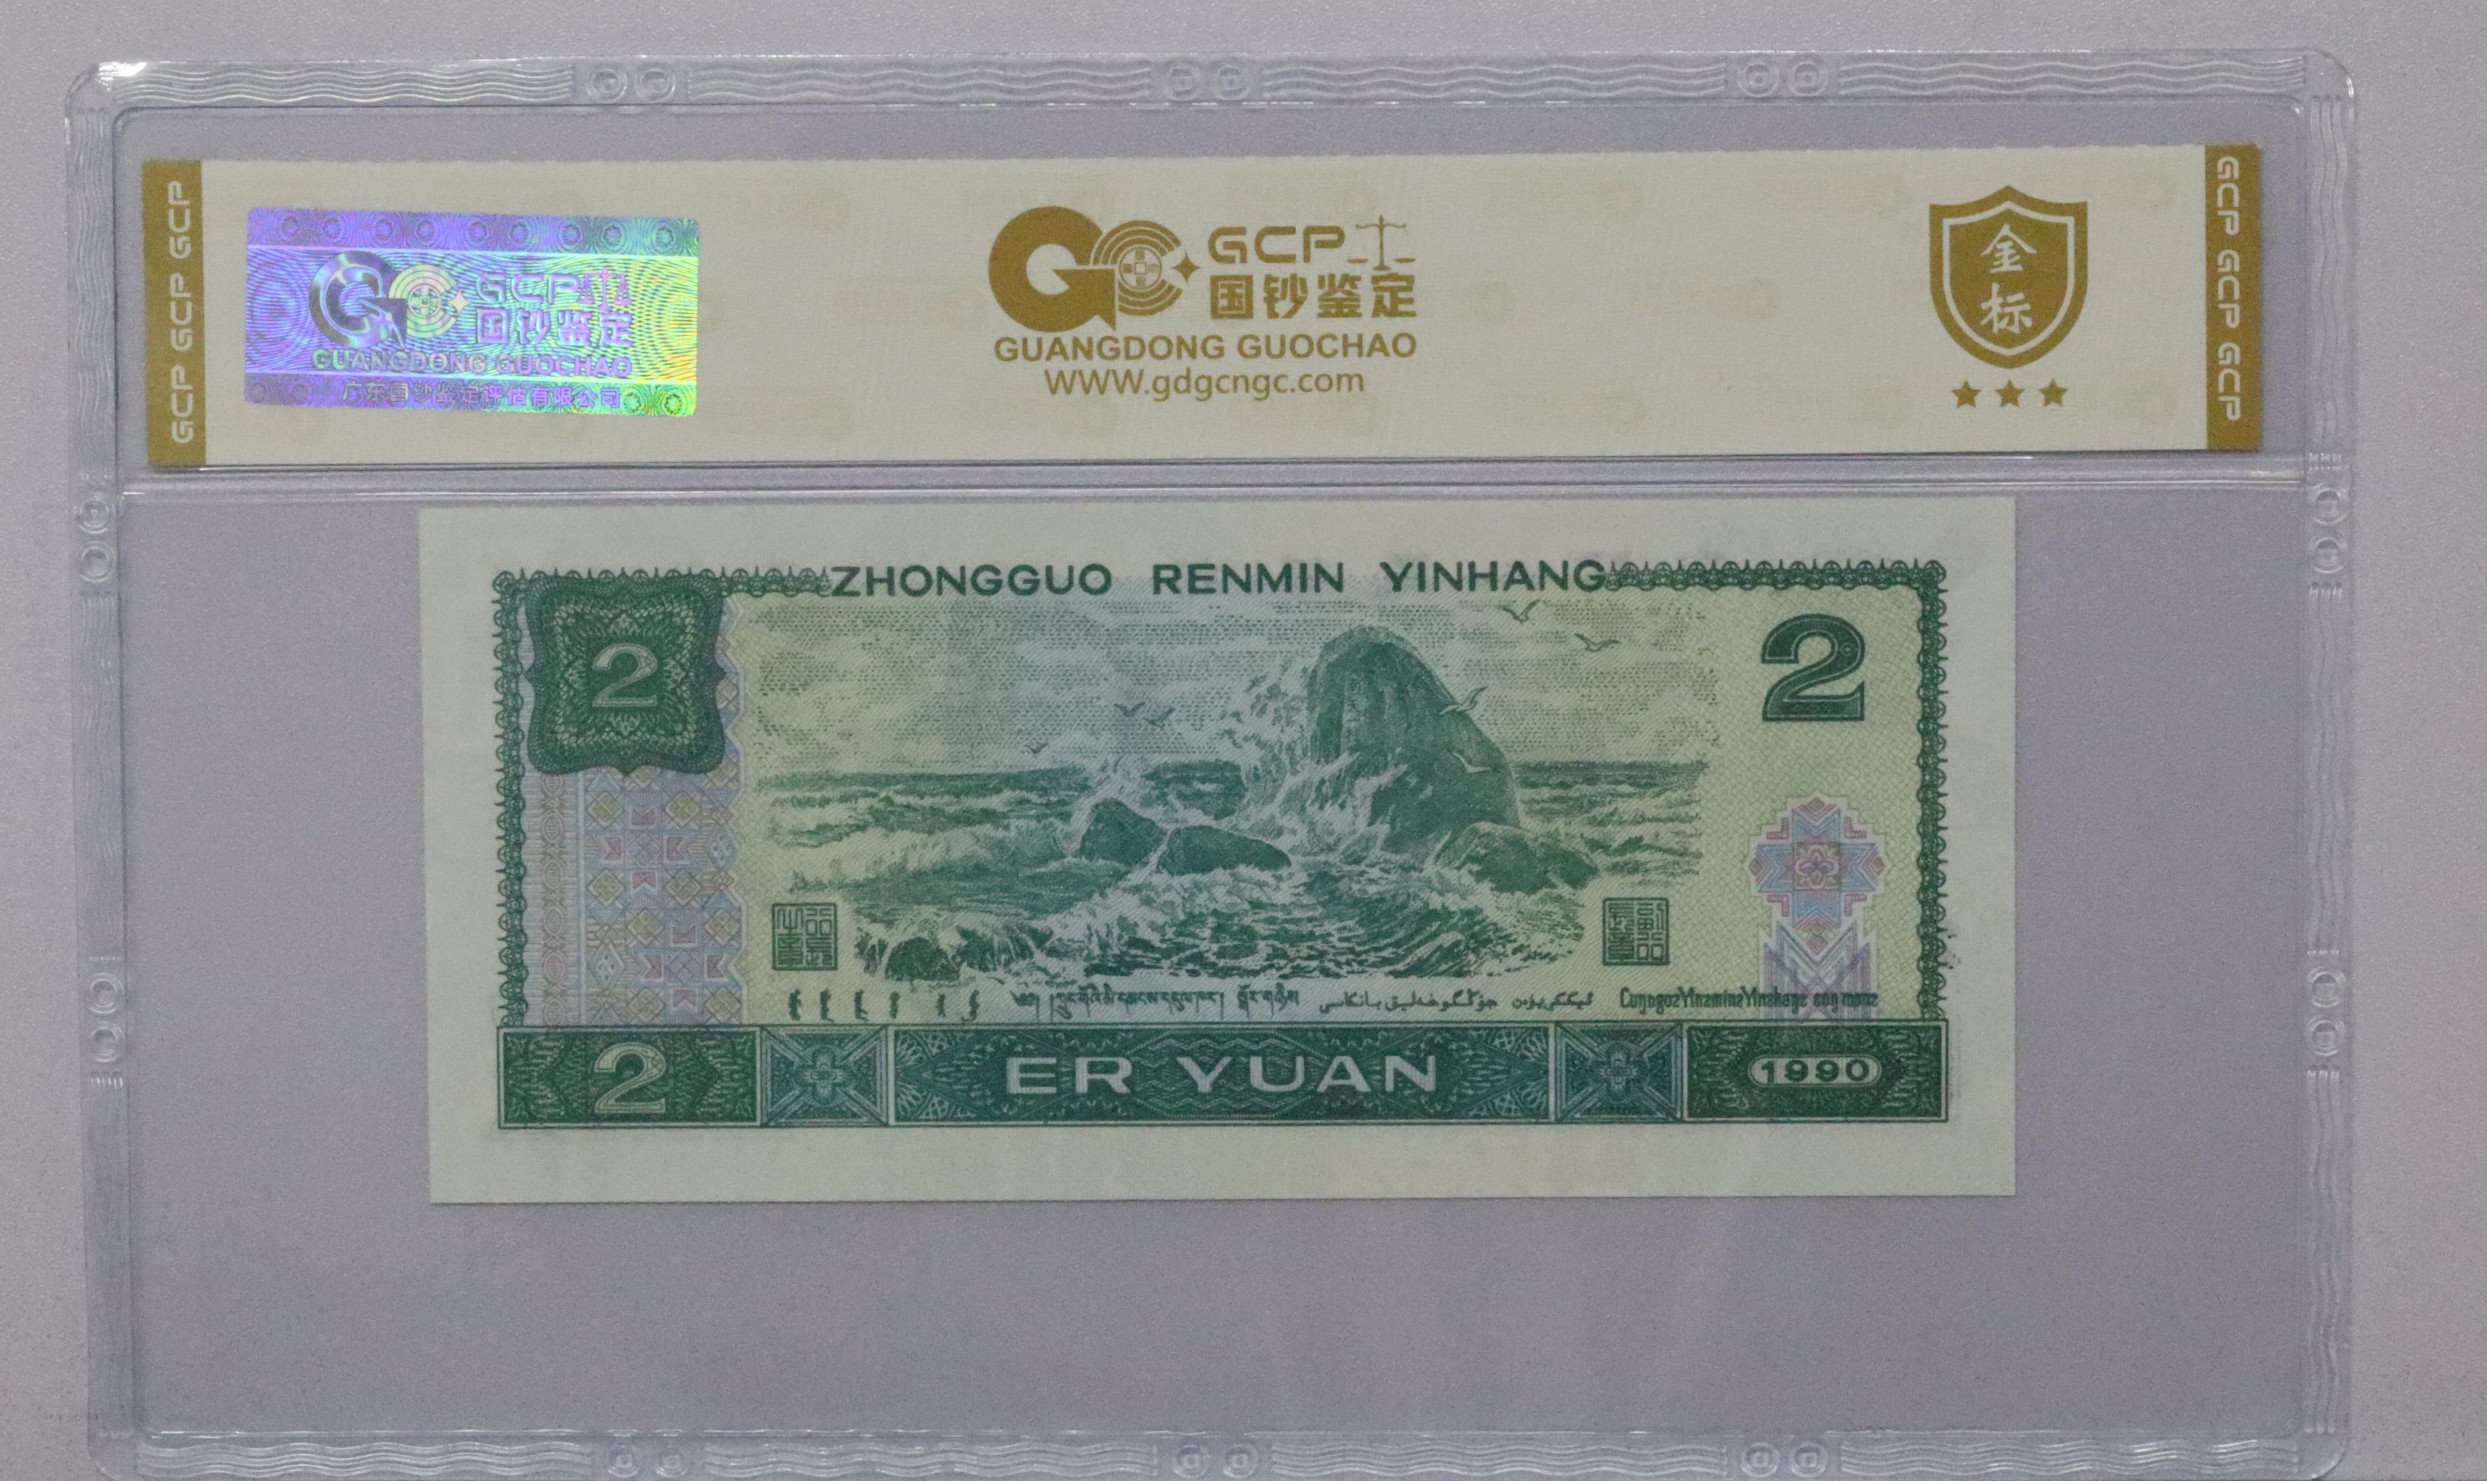 GCP GCP GCP
GCP
国钞鉴定
GUANGDONG GUOCHAO
广东国钞鉴定评估有限公司
GCP
国钞鉴定
GUANGDONG GUOCHAO
WWW.gdgcngc.com
金
标
GCP GCP GCP
ZHONGGUO RENMIN YINHANG
2
2
2
ER YUAN
1990